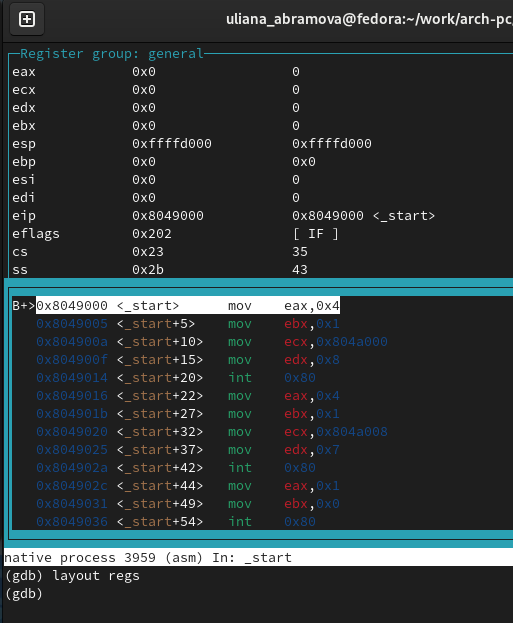 uliana_abramova@fedora:~/work/arch-pc
Register group: general
eax 0x0 0
ecx 0x0 0
edx 0x0 0
ebx 0x0 0
esp 0xffffd000 0xffffd000
ebp 0x0 0x0
esi 0x0 0
edi 0x0 0
eip 0x8049000 0x8049000 <_start>
eflags 0x202 [ IF ]
cs 0x23 35
ss 0x2b 43
B+>0x8049000 <_start> mov eax,0x4
0x8049005 <_start+5> mov ebx,0x1
0x804900a <_start+10> mov ecx,0x804a000
0x804900f <_start+15> mov edx,0x8
0x8049014 <_start+20> int 0x80
0x8049016 <_start+22> mov eax,0x4
0x804901b <_start+27> mov ebx,0x1
0x8049020 <_start+32> mov ecx,0x804a008
0x8049025 <_start+37> mov edx,0x7
0x804902a <_start+42> int 0x80
0x804902c <_start+44> mov eax,0x1
0x8049031 <_start+49> mov ebx,0x0
0x8049036 <_start+54> int 0x80
native process 3959 (asm) In: _start
(gdb) layout regs
(gdb)